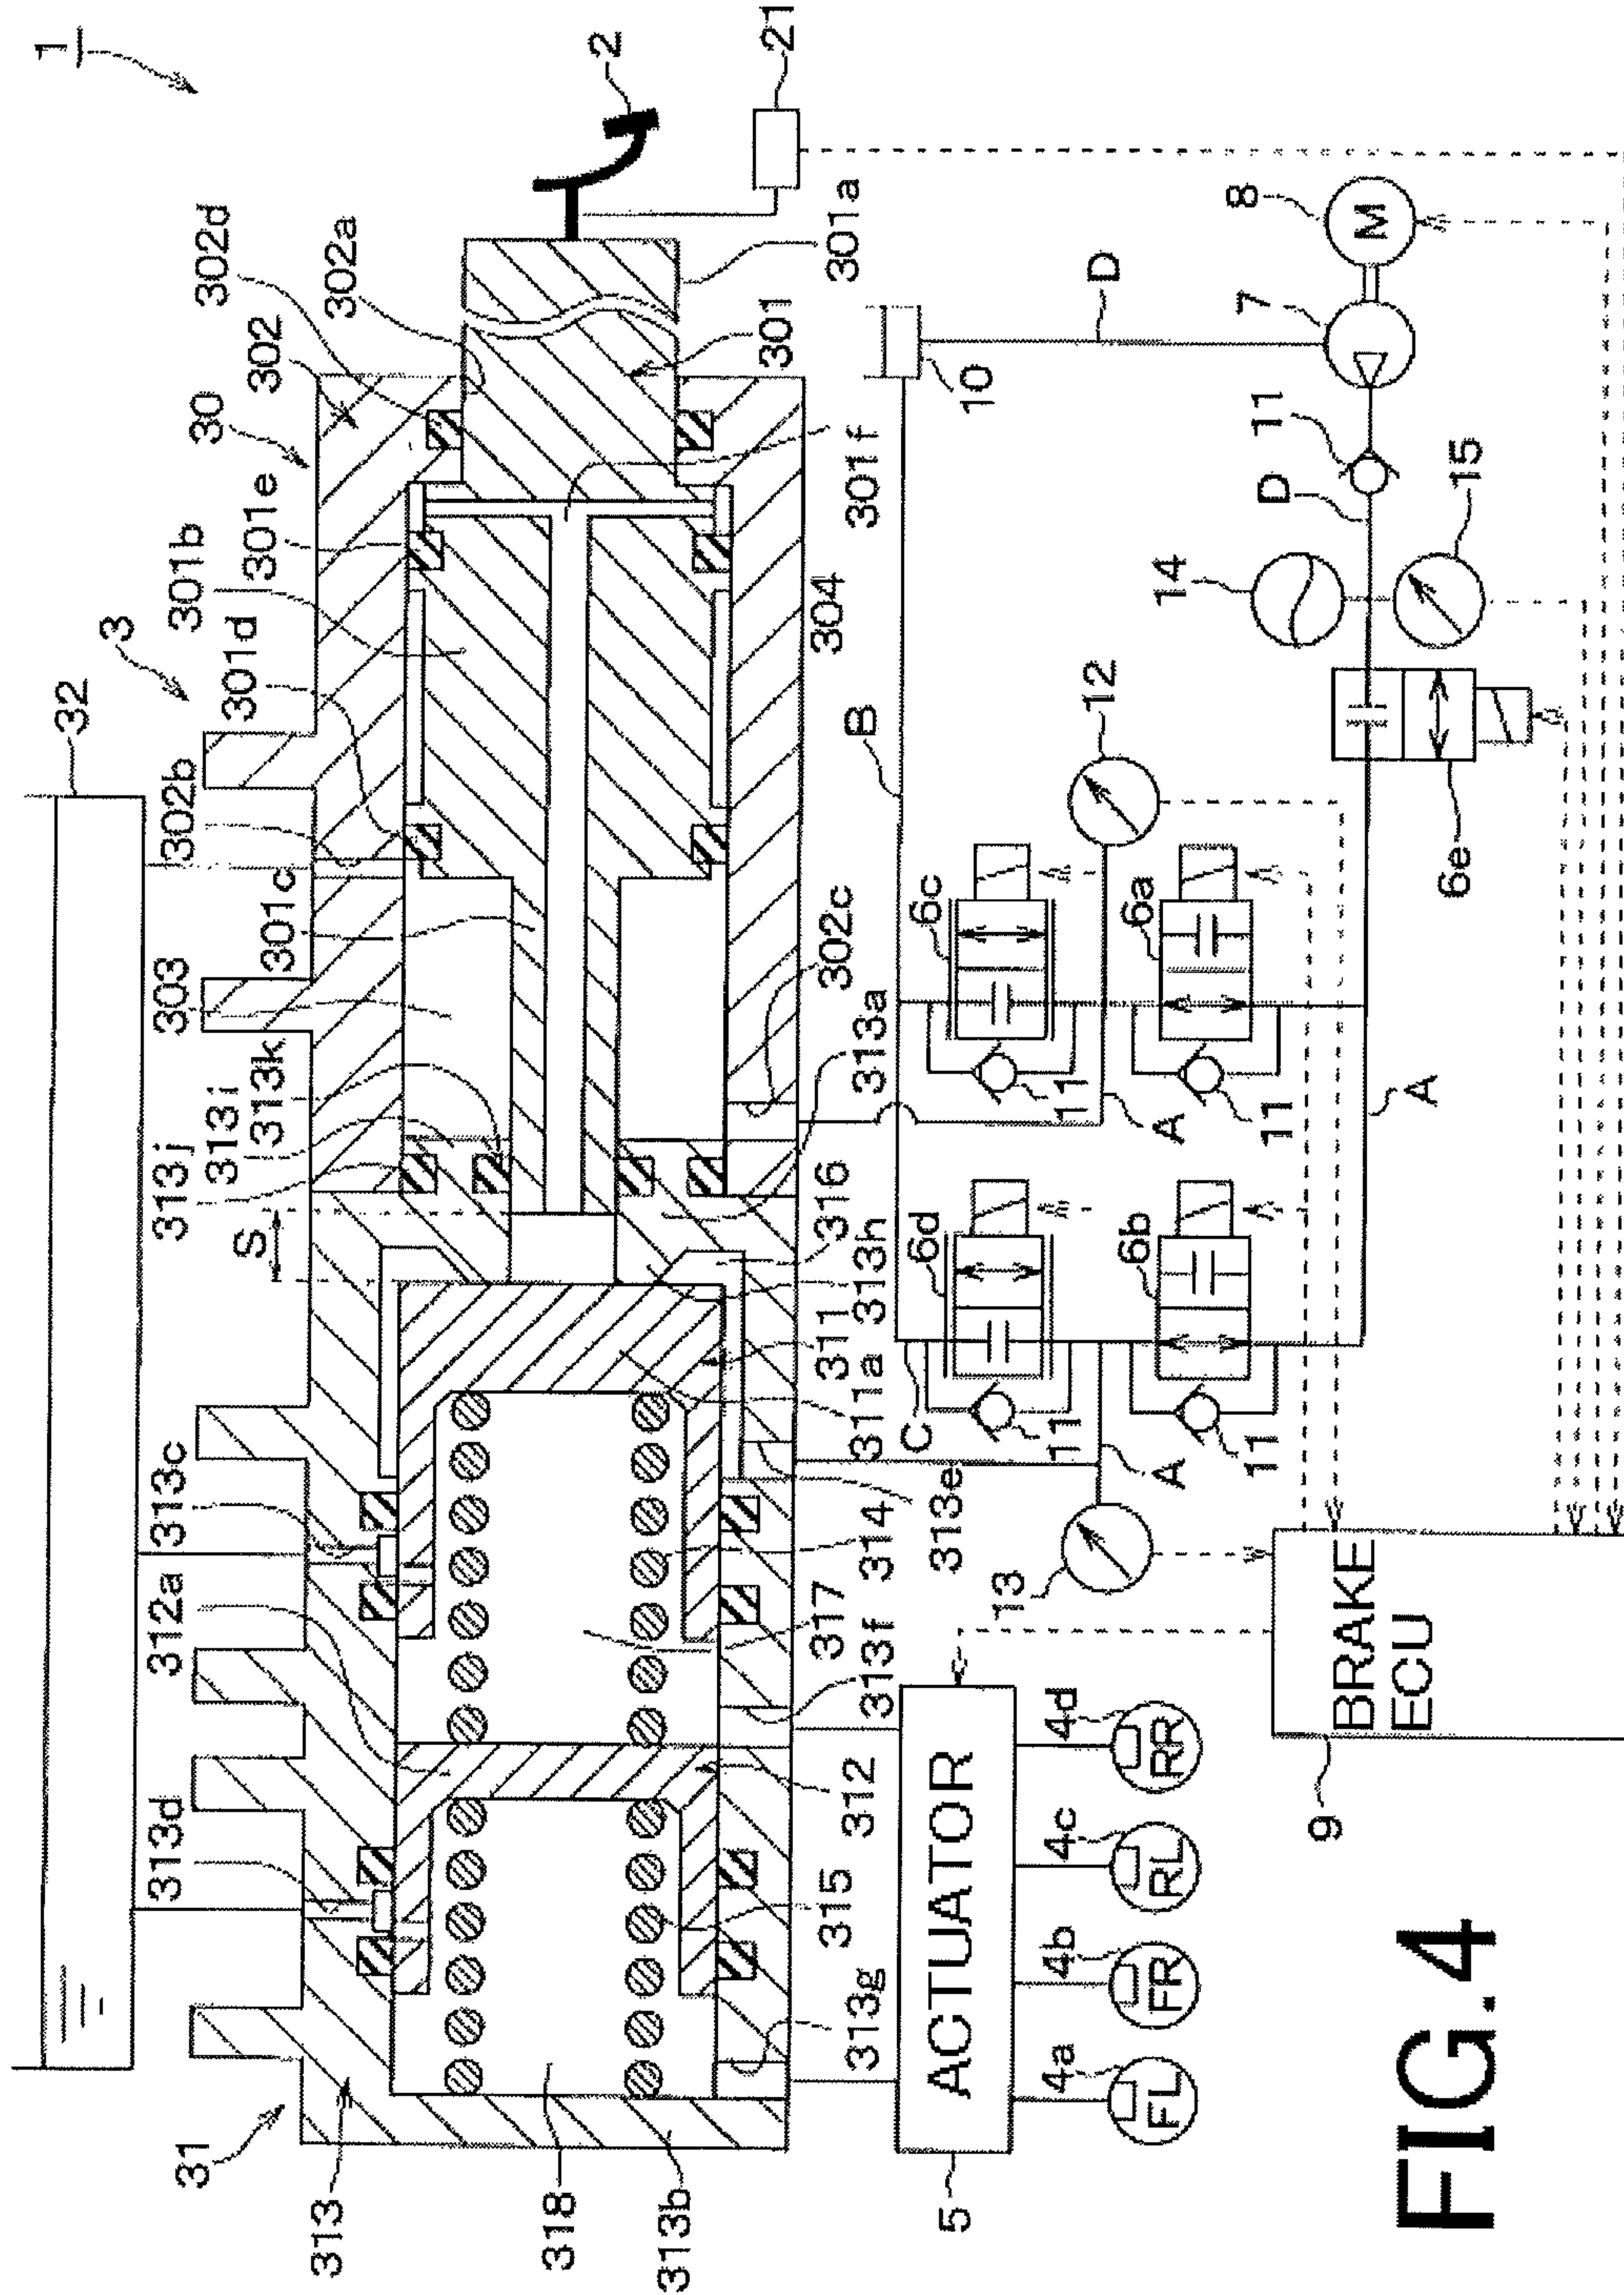 1
2
21
302d
302a
301a
302
30
301e
301b
301d
3
32
302b
301c
303
313k
313i
313j
S
313c
312a
313d
31
313
318
313b
301
301f
304
302c
313a
316
313h
311
311a
313e
314
317
313f
312
315
313g
8
M
7
D
10
11
D
15
14
B
12
6e
6c
6a
11
A
11
A
6d
6b
C
11
A
11
13
BRAKE
ECU
9
ACTUATOR
5
4d
RR
4c
RL
4b
FR
4a
FL
FIG.4